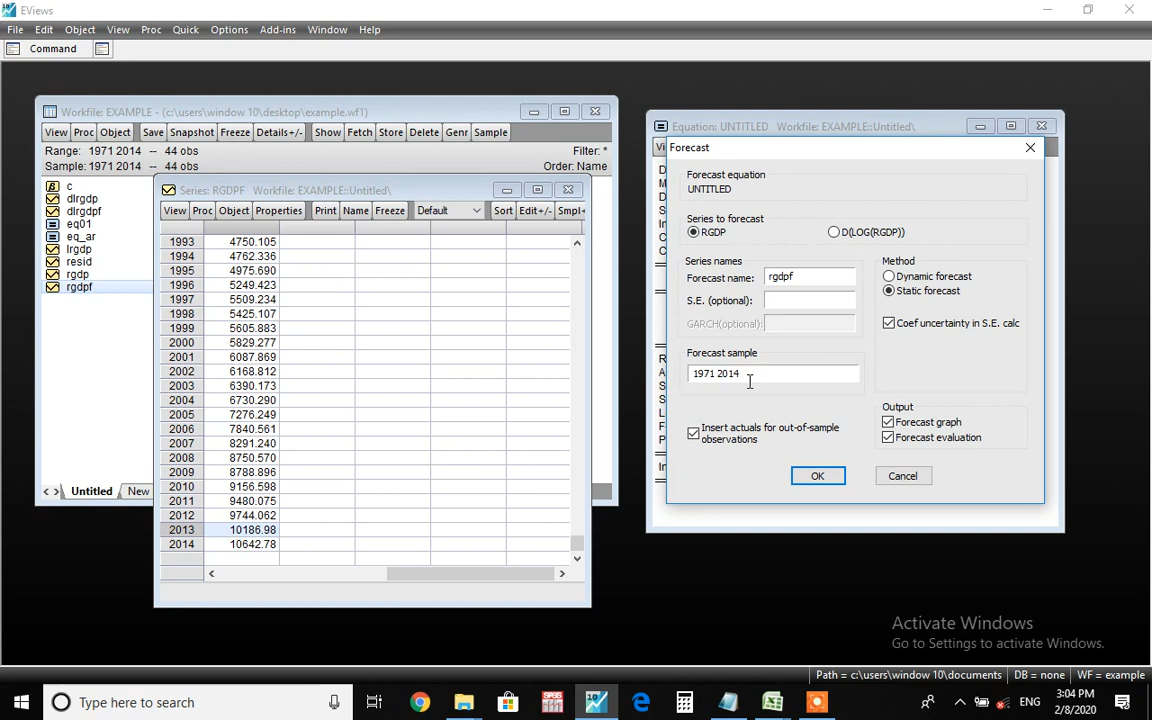 EViews
File Edit Object View Proc Quick Options Add-ins Window Help
Command
Workfile: EXAMPLE - (c:\users\window 10\desktop\example.wf1)
View Proc Object Save Snapshot Freeze Details+/- Show Fetch Store Delete Genr Sample
Range: 1971 2014 -- 44 obs Filter: *
Sample: 1971 2014 -- 44 obs Order: Name
c
dlrgdp
dlrgdpf
eq01
eq_ar
lrgdp
resid
rgdp
rgdpf
Untitled New
Series: RGDPF Workfile: EXAMPLE::Untitled\
View Proc Object Properties Print Name Freeze Default Sort Edit+/- Smpl+
1993 4750.105
1994 4762.336
1995 4975.690
1996 5249.423
1997 5509.234
1998 5425.107
1999 5605.883
2000 5829.277
2001 6087.869
2002 6168.812
2003 6390.173
2004 6730.290
2005 7276.249
2006 7840.561
2007 8291.240
2008 8750.570
2009 8788.896
2010 9156.598
2011 9480.075
2012 9744.062
2013 10186.98
2014 10642.78
Equation: UNTITLED Workfile: EXAMPLE::Untitled\
Forecast
Forecast equation
UNTITLED
Series to forecast
RGDP D(LOG(RGDP))
Series names
Forecast name: rgdpf
S.E. (optional):
GARCH(optional):
Method
Dynamic forecast
Static forecast
Coef uncertainty in S.E. calc
Forecast sample
1971 2014
Insert actuals for out-of-sample
observations
Output
Forecast graph
Forecast evaluation
OK Cancel
Activate Windows
Go to Settings to activate Windows.
Path = c:\users\window 10\documents DB = none WF = example
Type here to search
SPSS
10
ENG
3:04 PM
2/8/2020